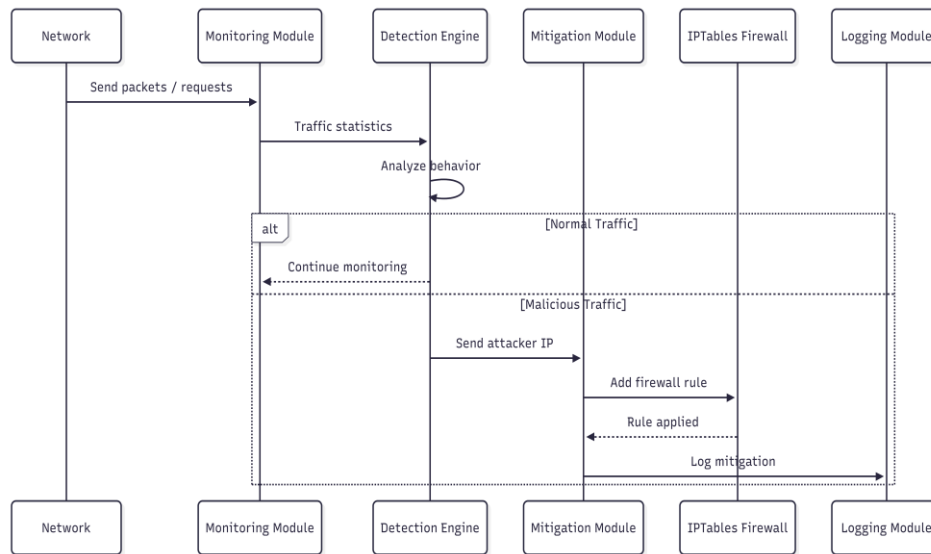 Network
Monitoring Module
Detection Engine
Mitigation Module
IPTables Firewall
Logging Module
Send packets / requests
Traffic statistics
Analyze behavior
alt
[Normal Traffic]
Continue monitoring
[Malicious Traffic]
Send attacker IP
Add firewall rule
Rule applied
Log mitigation
Network
Monitoring Module
Detection Engine
Mitigation Module
IPTables Firewall
Logging Module